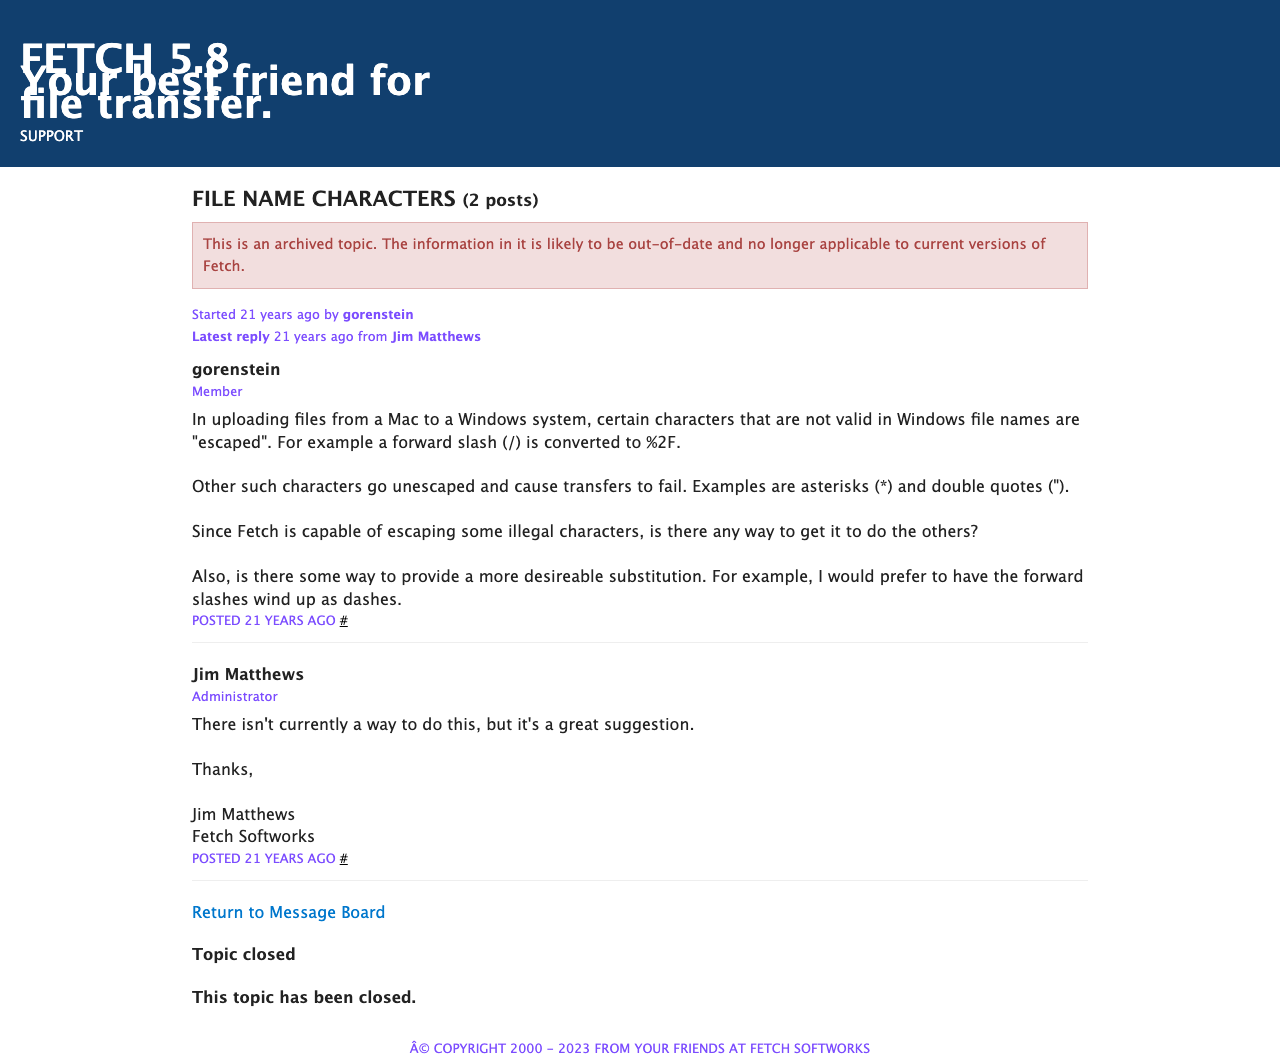 FETCH 5.8
Your best friend for
file transfer.
SUPPORT
FILE NAME CHARACTERS (2 posts)
This is an archived topic. The information in it is likely to be out-of-date and no longer applicable to current versions of
Fetch.
Started 21 years ago by gorenstein
Latest reply 21 years ago from Jim Matthews
gorenstein
Member
In uploading files from a Mac to a Windows system, certain characters that are not valid in Windows file names are
"escaped". For example a forward slash (/) is converted to %2F.
Other such characters go unescaped and cause transfers to fail. Examples are asterisks (*) and double quotes (").
Since Fetch is capable of escaping some illegal characters, is there any way to get it to do the others?
Also, is there some way to provide a more desireable substitution. For example, I would prefer to have the forward
slashes wind up as dashes.
POSTED 21 YEARS AGO #
Jim Matthews
Administrator
There isn't currently a way to do this, but it's a great suggestion.
Thanks,
Jim Matthews
Fetch Softworks
POSTED 21 YEARS AGO #
Return to Message Board
Topic closed
This topic has been closed.
Â© COPYRIGHT 2000 - 2023 FROM YOUR FRIENDS AT FETCH SOFTWORKS